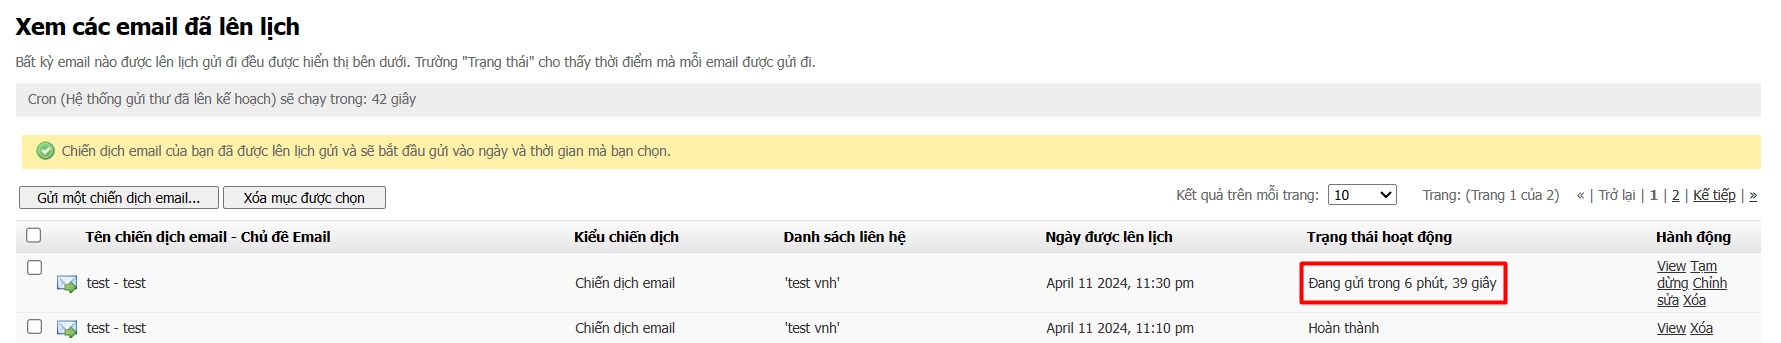 Xem các email đã lên lịch
Bất kỳ email nào được lên lịch gửi đi đều được hiển thị bên dưới. Trường "Trạng thái" cho thấy thời điểm mà mỗi email được gửi đi.
Cron (Hệ thống gửi thư đã lên kế hoạch) sẽ chạy trong: 42 giây
Chiến dịch email của bạn đã được lên lịch gửi và sẽ bắt đầu gửi vào ngày và thời gian mà bạn chọn.
Gửi một chiến dịch email... Xóa mục được chọn Kết quả trên mỗi trang: 10 Trang: (Trang 1 của 2) « | Trở lại | 1 | 2 | Kế tiếp | »
Tên chiến dịch email - Chủ đề Email Kiểu chiến dịch Danh sách liên hệ Ngày được lên lịch Trạng thái hoạt động Hành động
test - test Chiến dịch email 'test vnh' April 11 2024, 11:30 pm Đang gửi trong 6 phút, 39 giây View Tạm
dừng Chỉnh
sửa Xóa
test - test Chiến dịch email 'test vnh' April 11 2024, 11:10 pm Hoàn thành View Xóa